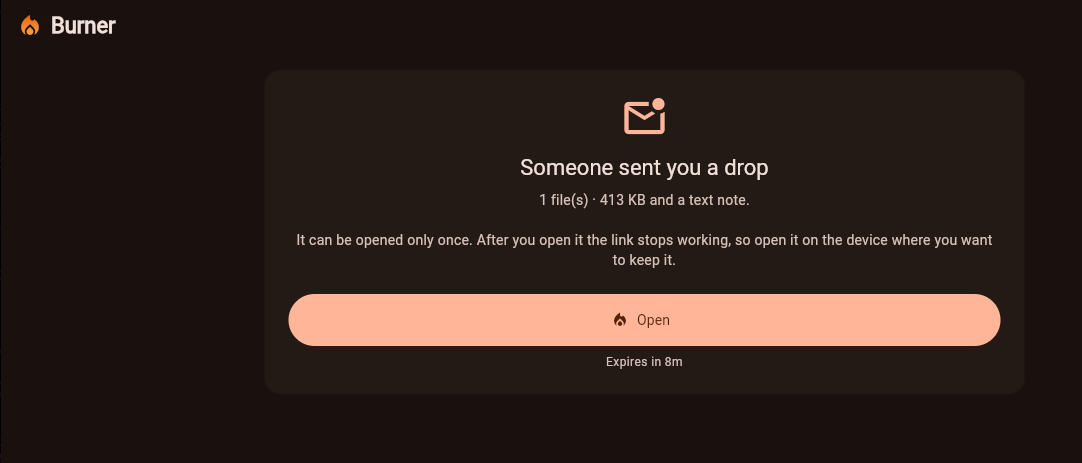 Burner
Someone sent you a drop
1 file(s) · 413 KB and a text note.
It can be opened only once. After you open it the link stops working, so open it on the device where you want
to keep it.
Open
Expires in 8m